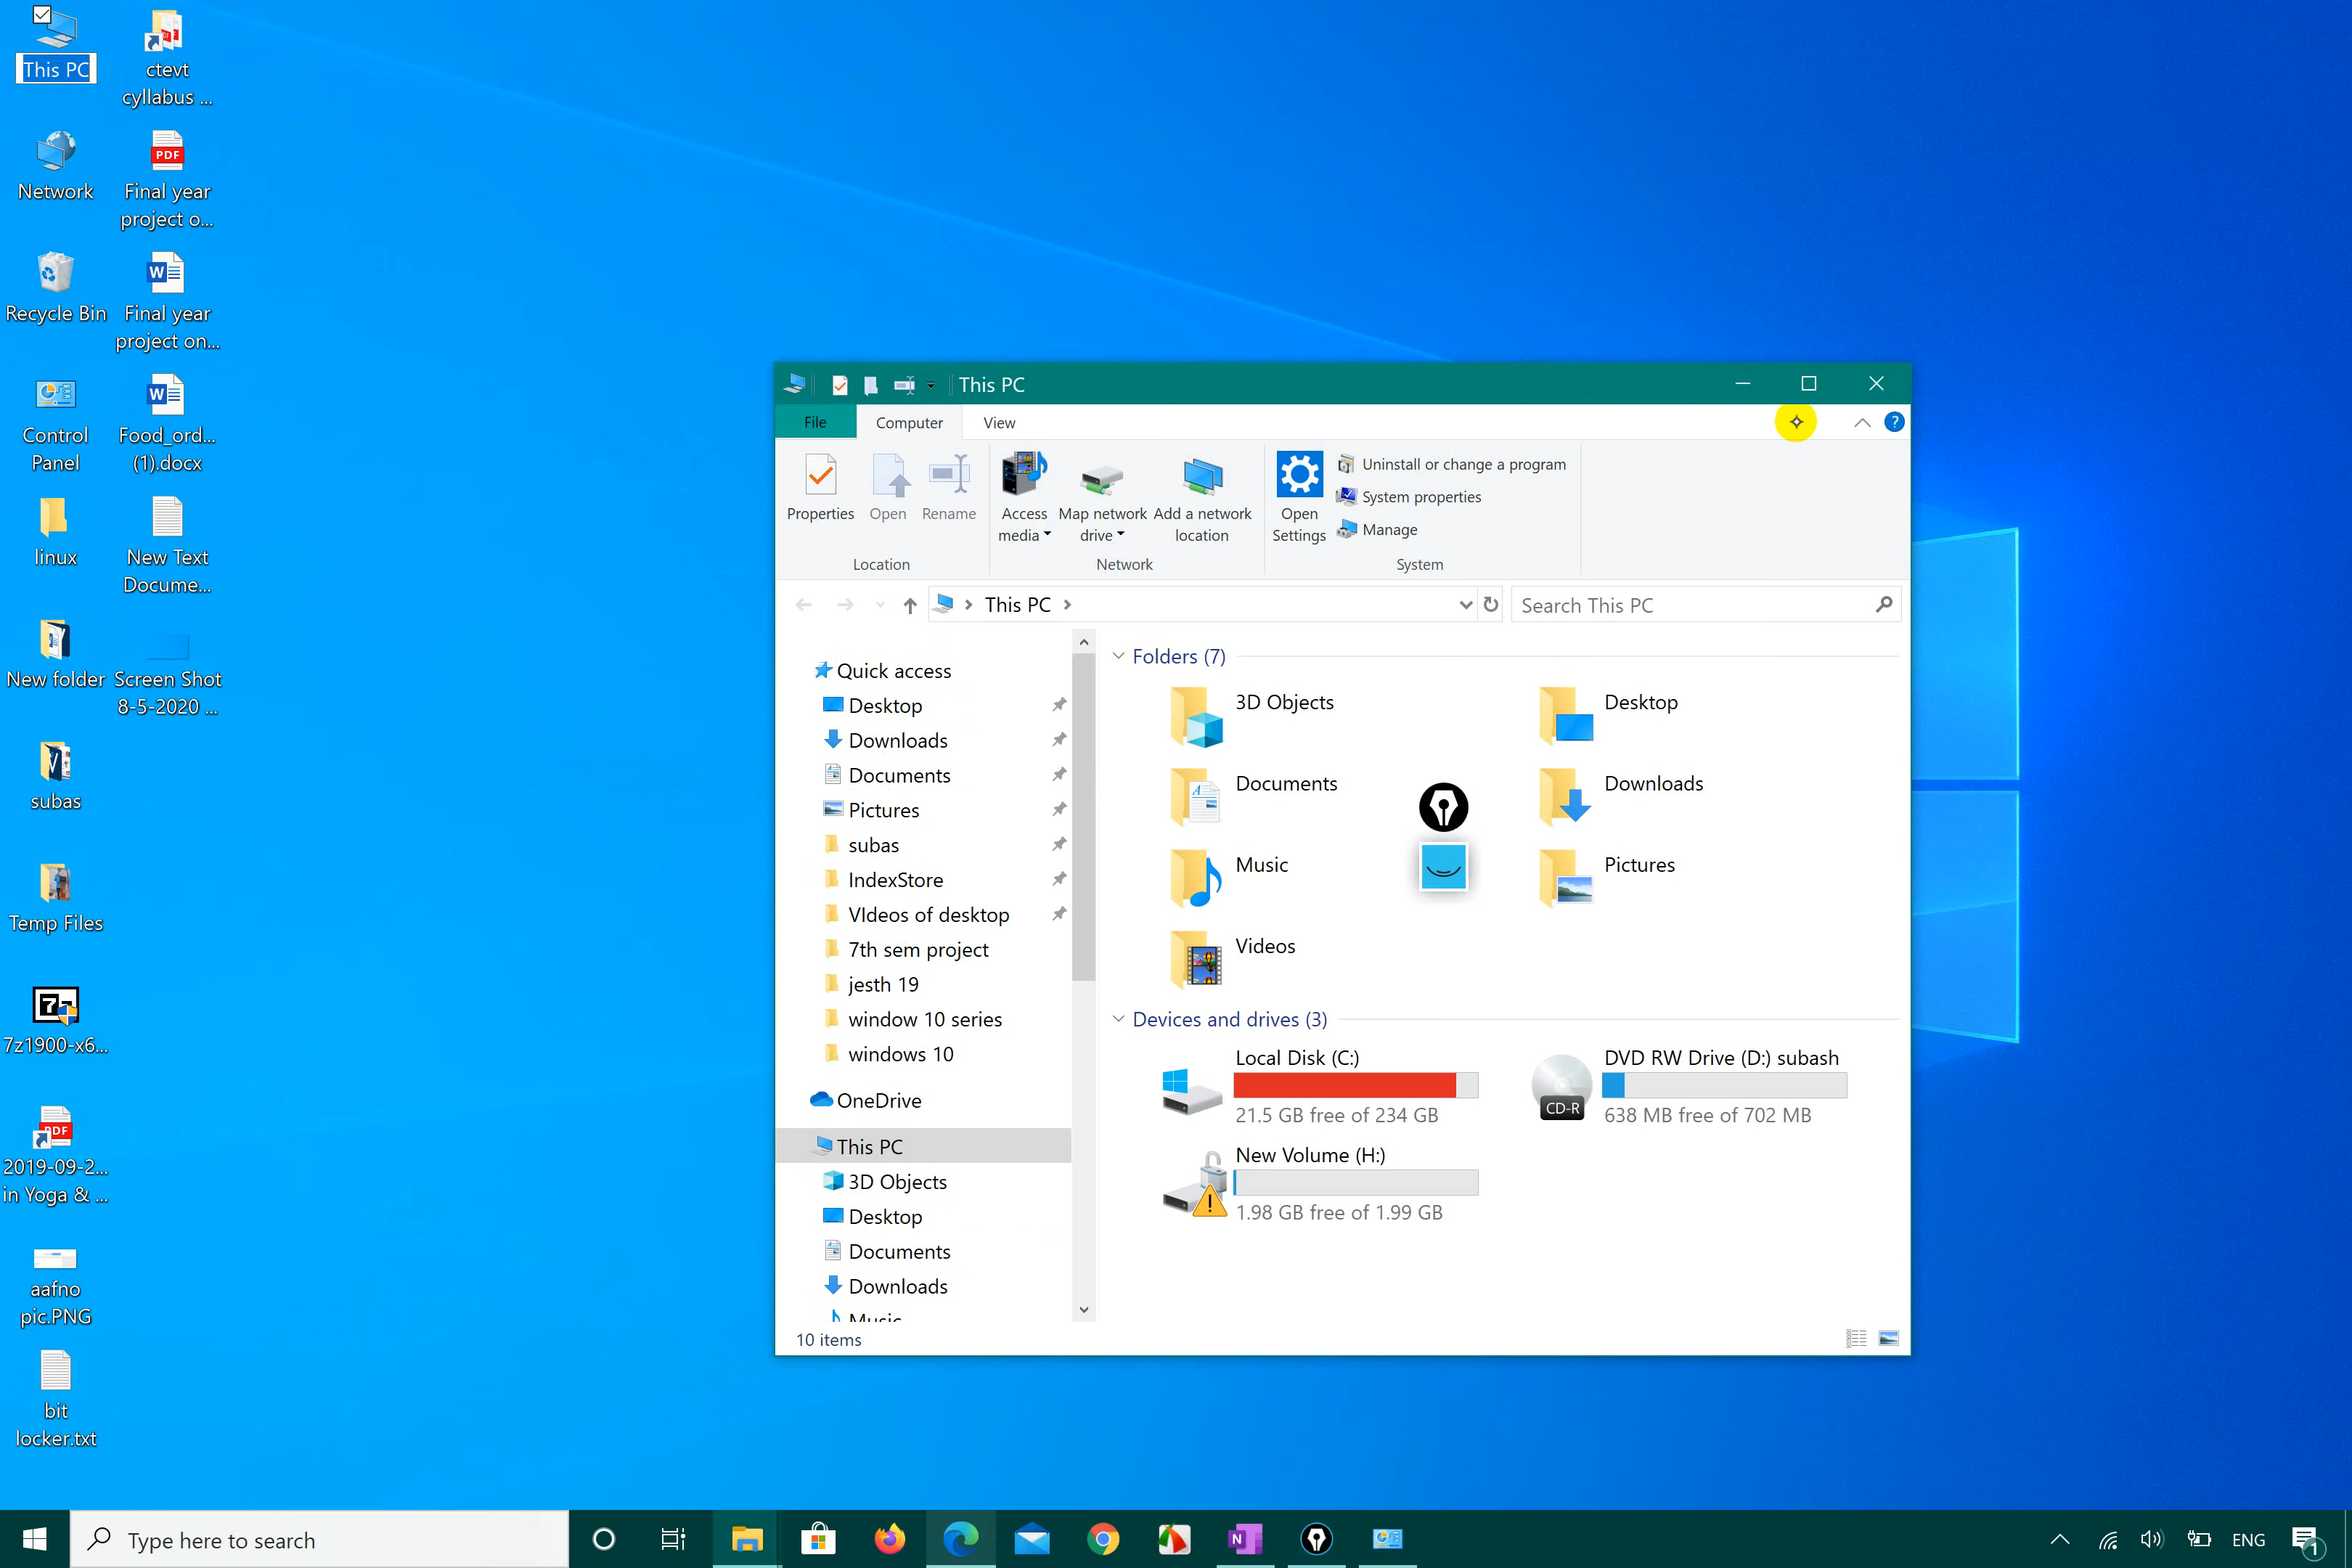 This PC
ctevt
cyllabus ...
Network
Final year
project o...
Recycle Bin
Final year
project on...
Control
Panel
Food_ord...
(1).docx
linux
New Text
Docume...
New folder
Screen Shot
8-5-2020 ...
subas
Temp Files
7z1900-x6...
PDF
2019-09-2...
in Yoga & ...
aafno
pic.PNG
bit
locker.txt
This PC
File
Computer
View
Properties
Open
Rename
Location
Access
media
Map network
drive
Add a network
location
Network
Open
Settings
Uninstall or change a program
System properties
Manage
System
This PC
Search This PC
Quick access
Desktop
Downloads
Documents
Pictures
subas
IndexStore
VIdeos of desktop
7th sem project
jesth 19
window 10 series
windows 10
OneDrive
This PC
3D Objects
Desktop
Documents
Downloads
Music
Folders (7)
3D Objects
Desktop
Documents
Downloads
Music
Pictures
Videos
Devices and drives (3)
Local Disk (C:)
21.5 GB free of 234 GB
CD-R
DVD RW Drive (D:) subash
638 MB free of 702 MB
New Volume (H:)
1.98 GB free of 1.99 GB
10 items
Type here to search
ENG
1